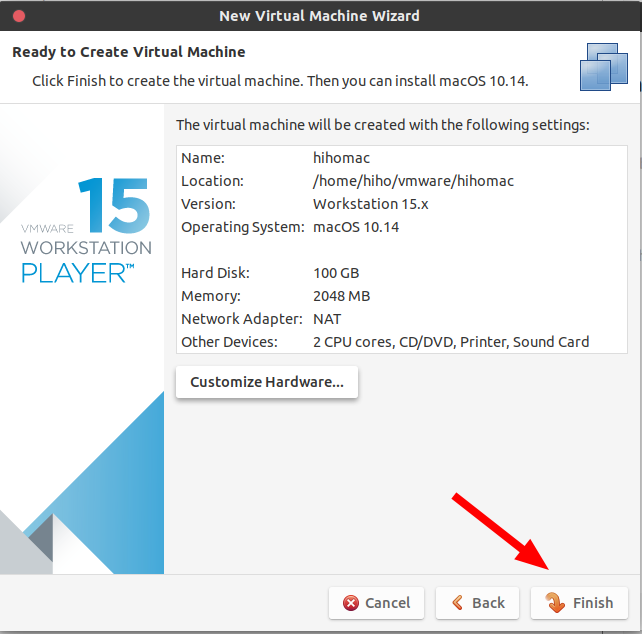 New Virtual Machine Wizard
Ready to Create Virtual Machine
Click Finish to create the virtual machine. Then you can install macOS 10.14.
The virtual machine will be created with the following settings:
Name: hihomac
Location: /home/hiho/vmware/hihomac
Version: Workstation 15.x
Operating System: macOS 10.14
Hard Disk: 100 GB
Memory: 2048 MB
Network Adapter: NAT
Other Devices: 2 CPU cores, CD/DVD, Printer, Sound Card
Customize Hardware...
VMWARE 15
WORKSTATION
PLAYER™
Cancel Back Finish